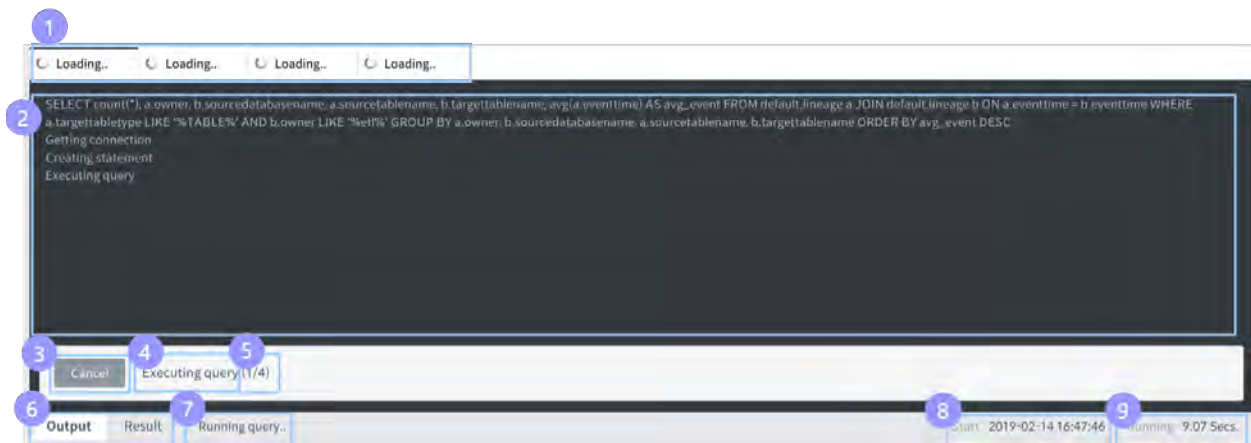 1
Loading.. Loading.. Loading.. Loading..
2
SELECT count(*), a.owner, b.sourcedatabasename, a.sourcetablename, b.targettablename, avg(a.eventtime) AS avg_event FROM default.lineage a JOIN default.lineage b ON a.eventtime = b.eventtime WHERE
a.targettabletype LIKE '%TABLE%' AND b.owner LIKE '%etl%' GROUP BY a.owner, b.sourcedatabasename, a.sourcetablename, b.targettablename ORDER BY avg_event DESC
Getting connection
Creating statement
Executing query
3 4 5
Cancel Executing query (1/4)
6 7 8 9
Output Result Running query.. Start 2019-02-14 16:47:46 Running 9.07 Secs.